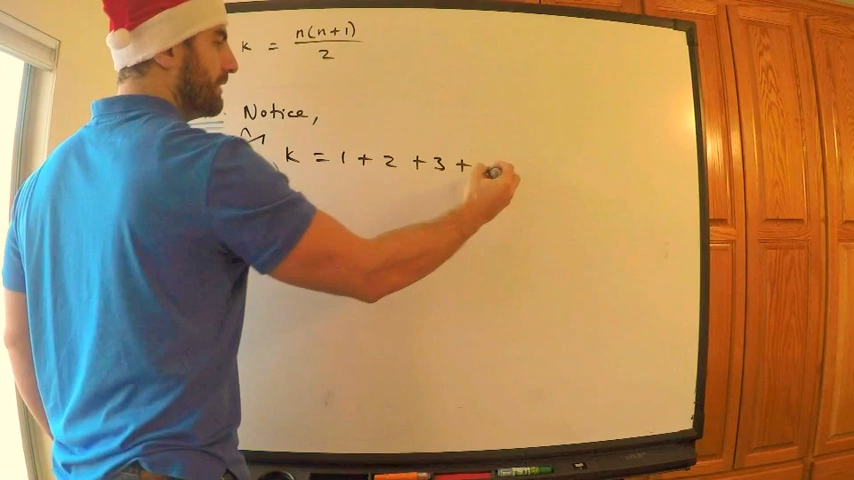 k = n(n+1)/2
Notice,
k = 1 + 2 + 3 +